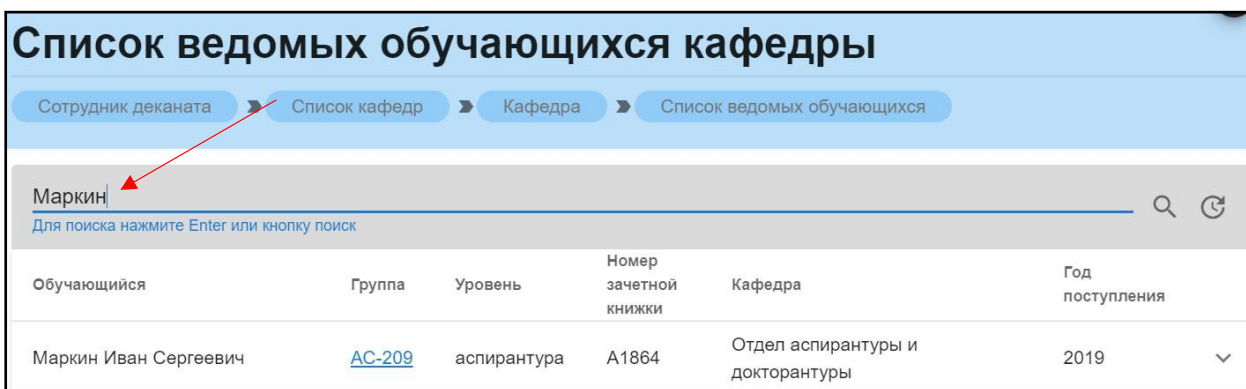 Список ведомых обучающихся кафедры
Сотрудник деканата Список кафедр Кафедра Список ведомых обучающихся
Маркин
Для поиска нажмите Enter или кнопку поиск
Обучающийся Группа Уровень Номер зачетной книжки Кафедра Год поступления
Маркин Иван Сергеевич АС-209 аспирантура А1864 Отдел аспирантуры и докторантуры 2019